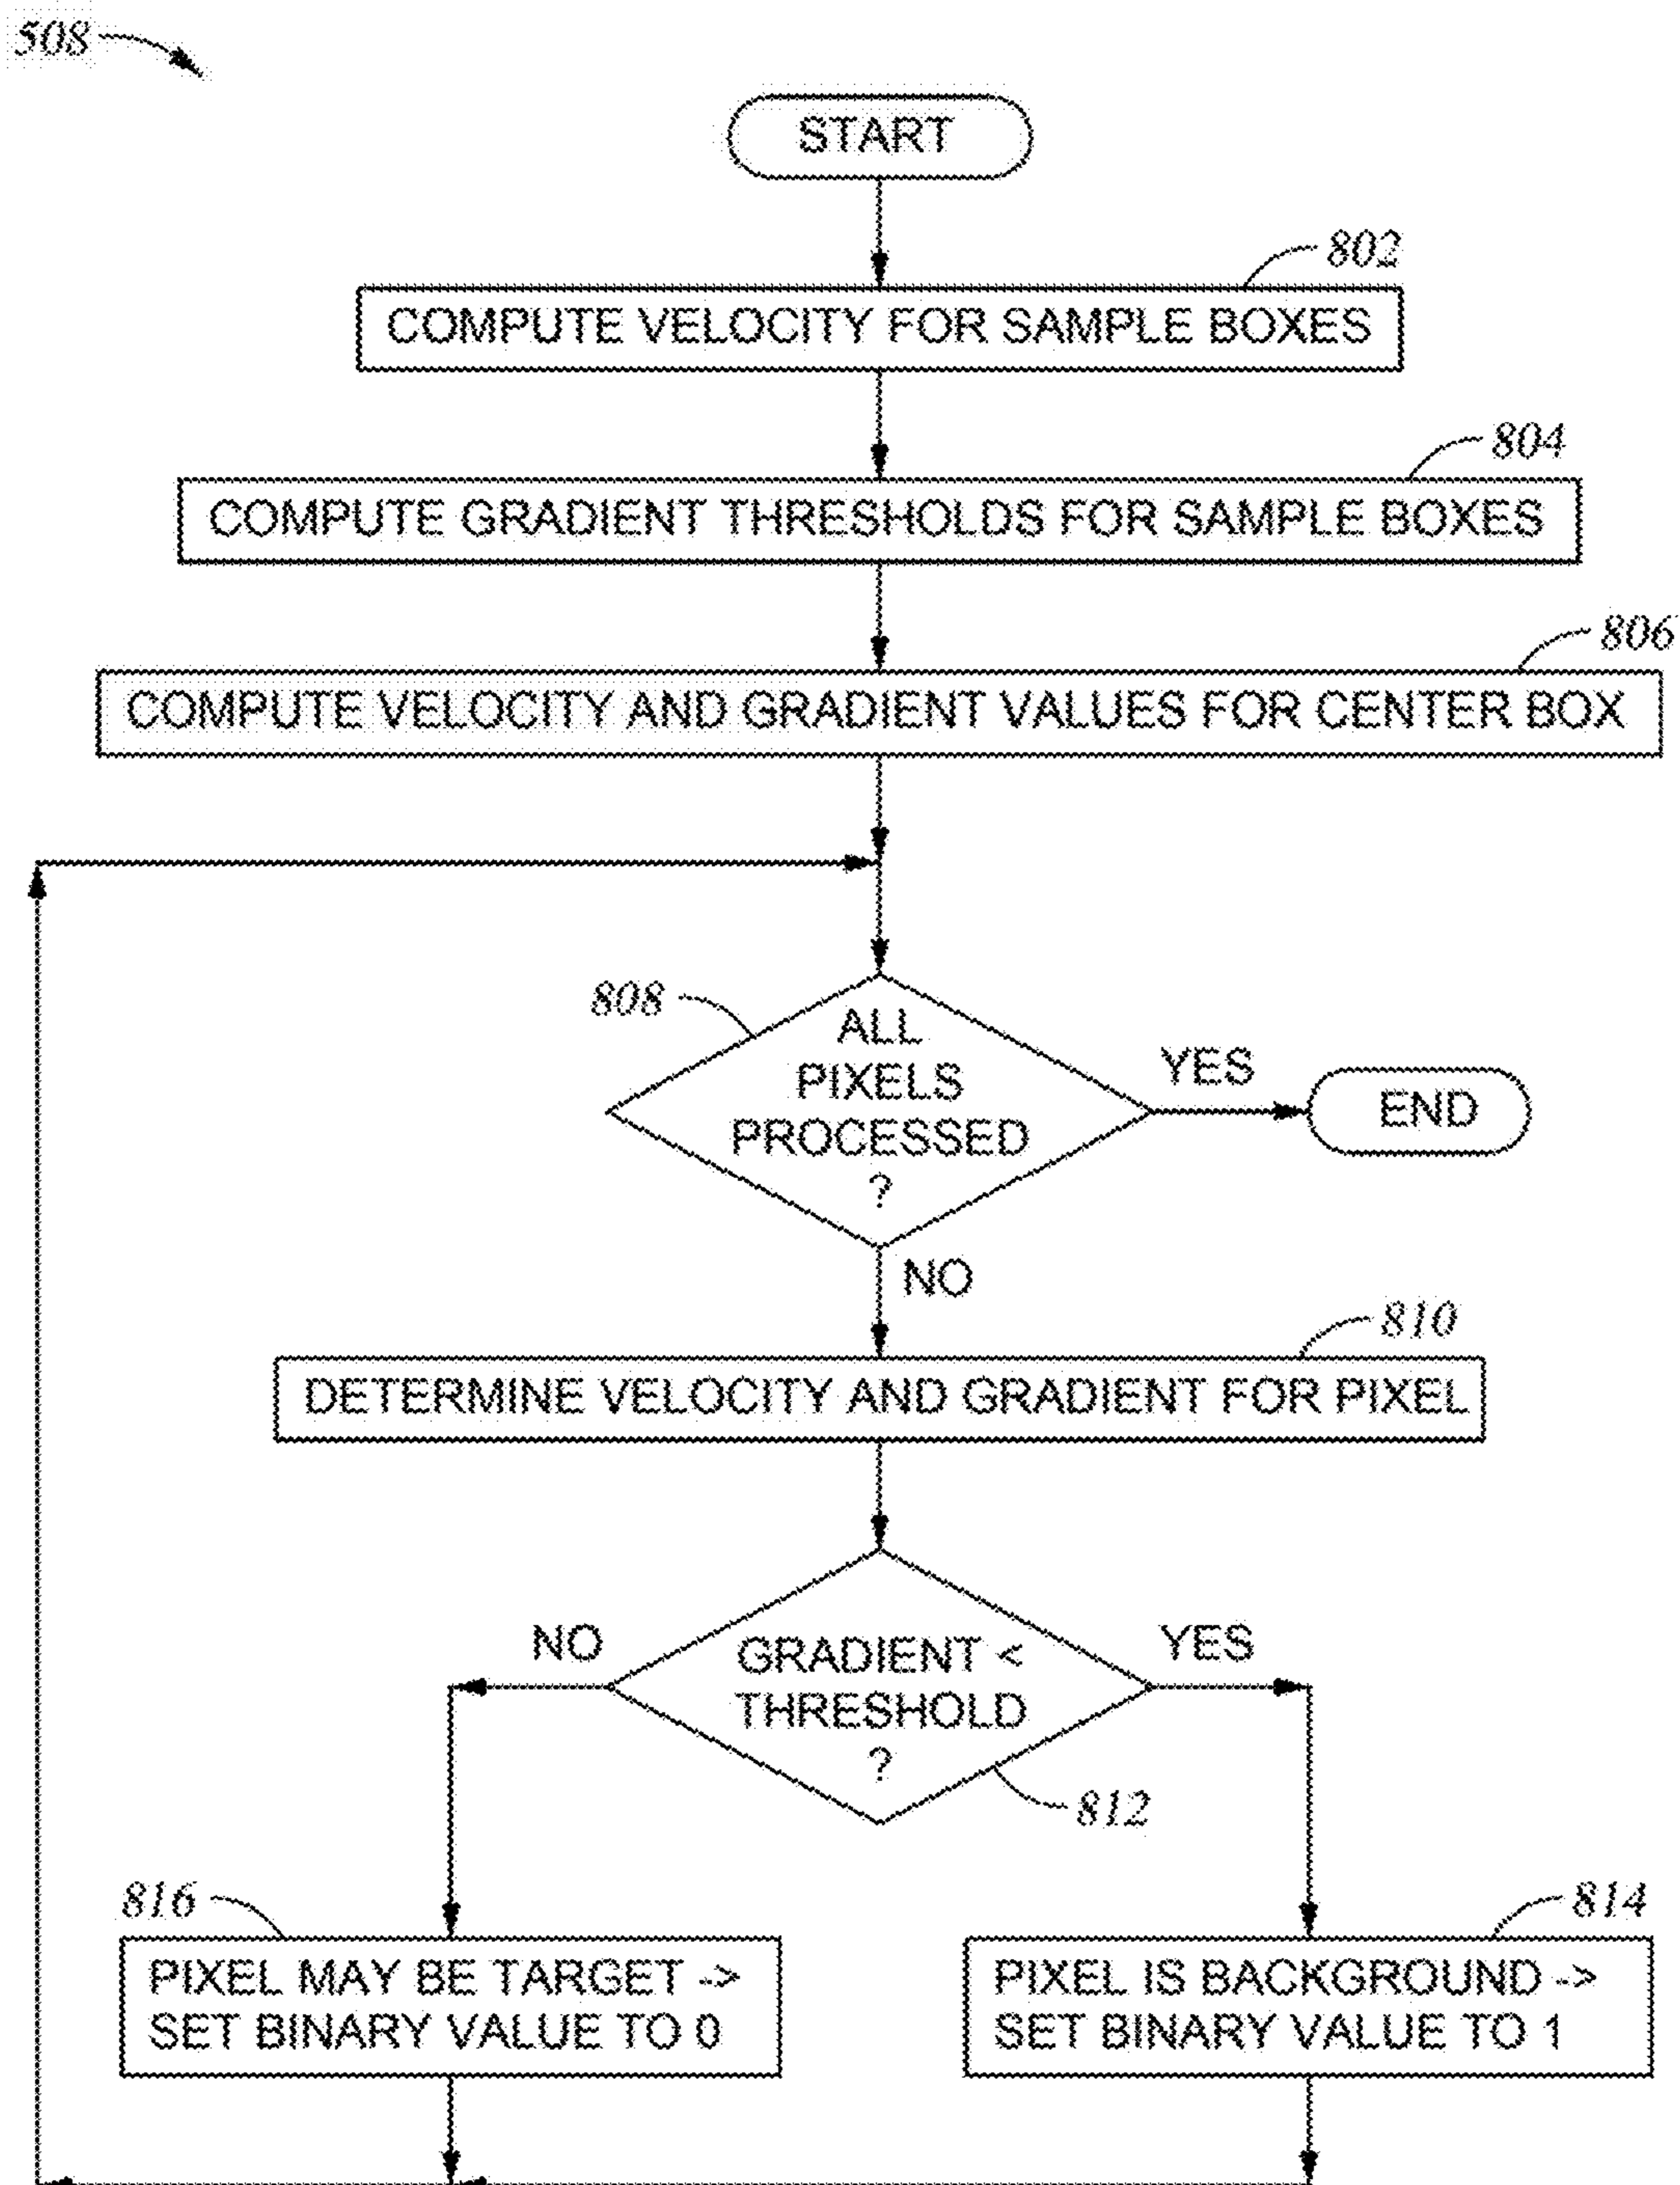 508
START
802
COMPUTE VELOCITY FOR SAMPLE BOXES
804
COMPUTE GRADIENT THRESHOLDS FOR SAMPLE BOXES
806
COMPUTE VELOCITY AND GRADIENT VALUES FOR CENTER BOX
808
ALL
PIXELS
PROCESSED
?
YES
END
NO
810
DETERMINE VELOCITY AND GRADIENT FOR PIXEL
NO
GRADIENT <
THRESHOLD
?
YES
812
816
PIXEL MAY BE TARGET ->
SET BINARY VALUE TO 0
814
PIXEL IS BACKGROUND ->
SET BINARY VALUE TO 1